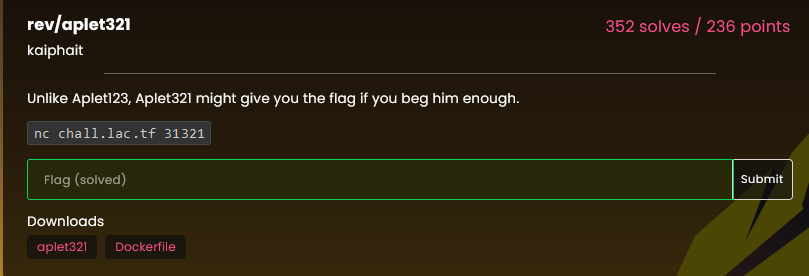 rev/aplet321
352 solves / 236 points
kaiphait
Unlike Aplet123, Aplet321 might give you the flag if you beg him enough.
nc chall.lac.tf 31321
Flag (solved)
Submit
Downloads
aplet321 Dockerfile